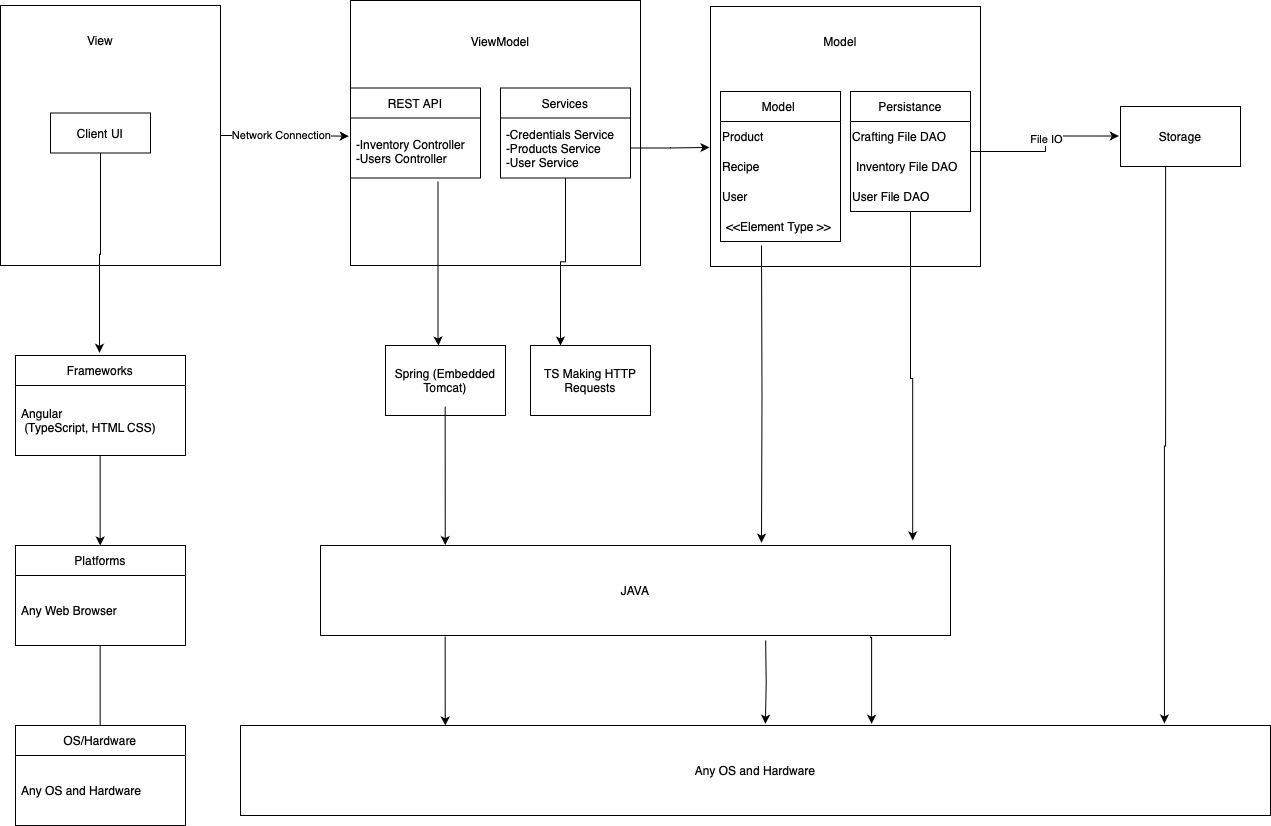 View
ViewModel
Model
Client UI
Network Connection
REST API
-Inventory Controller
-Users Controller
Services
-Credentials Service
-Products Service
-User Service
Model
Product
Recipe
User
<<Element Type >>
Persistance
Crafting File DAO
Inventory File DAO
User File DAO
File IO
Storage
Frameworks
Angular
(TypeScript, HTML CSS)
Spring (Embedded
Tomcat)
TS Making HTTP
Requests
Platforms
Any Web Browser
JAVA
OS/Hardware
Any OS and Hardware
Any OS and Hardware